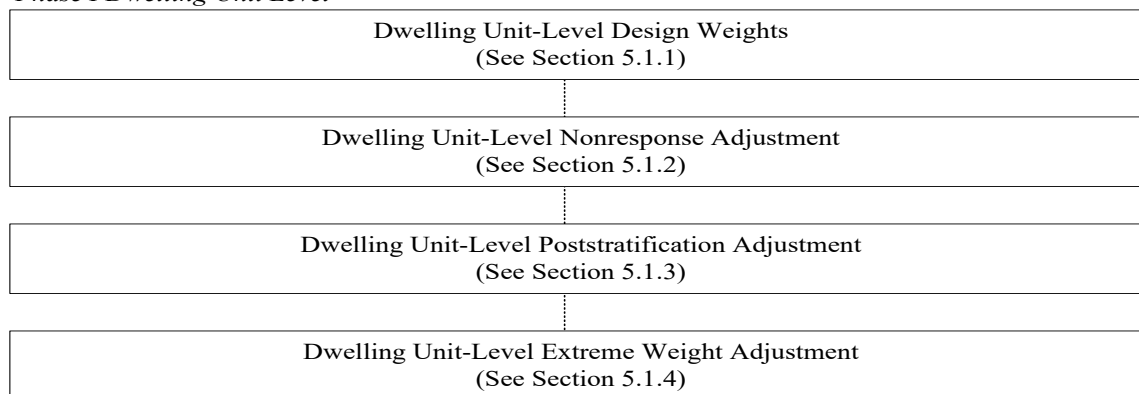 Phase I Dwelling Unit Level
Dwelling Unit-Level Design Weights
(See Section 5.1.1)
Dwelling Unit-Level Nonresponse Adjustment
(See Section 5.1.2)
Dwelling Unit-Level Poststratification Adjustment
(See Section 5.1.3)
Dwelling Unit-Level Extreme Weight Adjustment
(See Section 5.1.4)